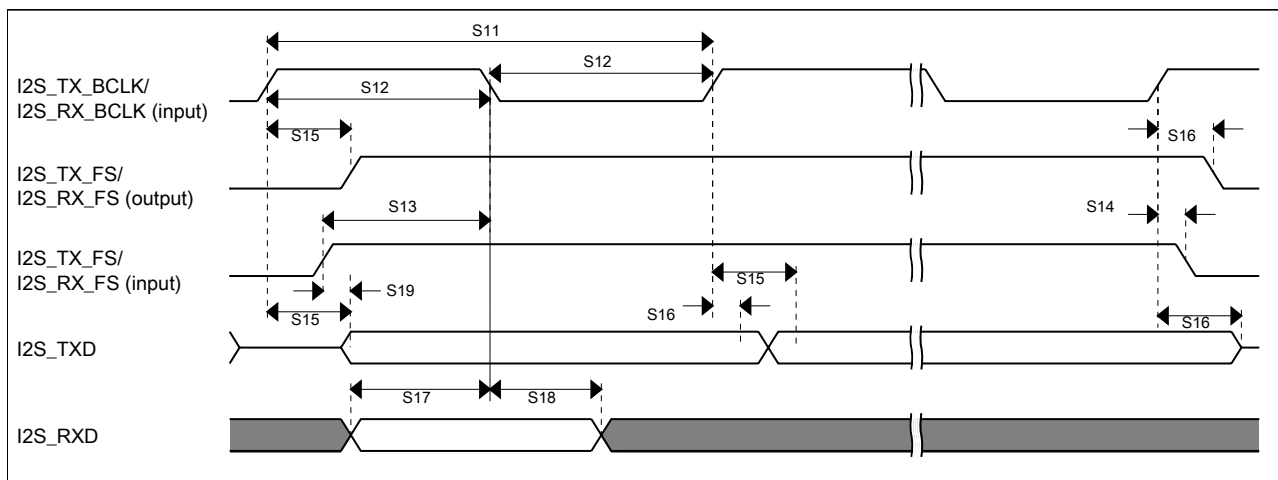 S11
S12
I2S_TX_BCLK/
I2S_RX_BCLK (input)
S12
S15
S16
I2S_TX_FS/
I2S_RX_FS (output)
S13
S14
I2S_TX_FS/
I2S_RX_FS (input)
S15
S19
S15
S16
S16
I2S_TXD
S17
S18
I2S_RXD